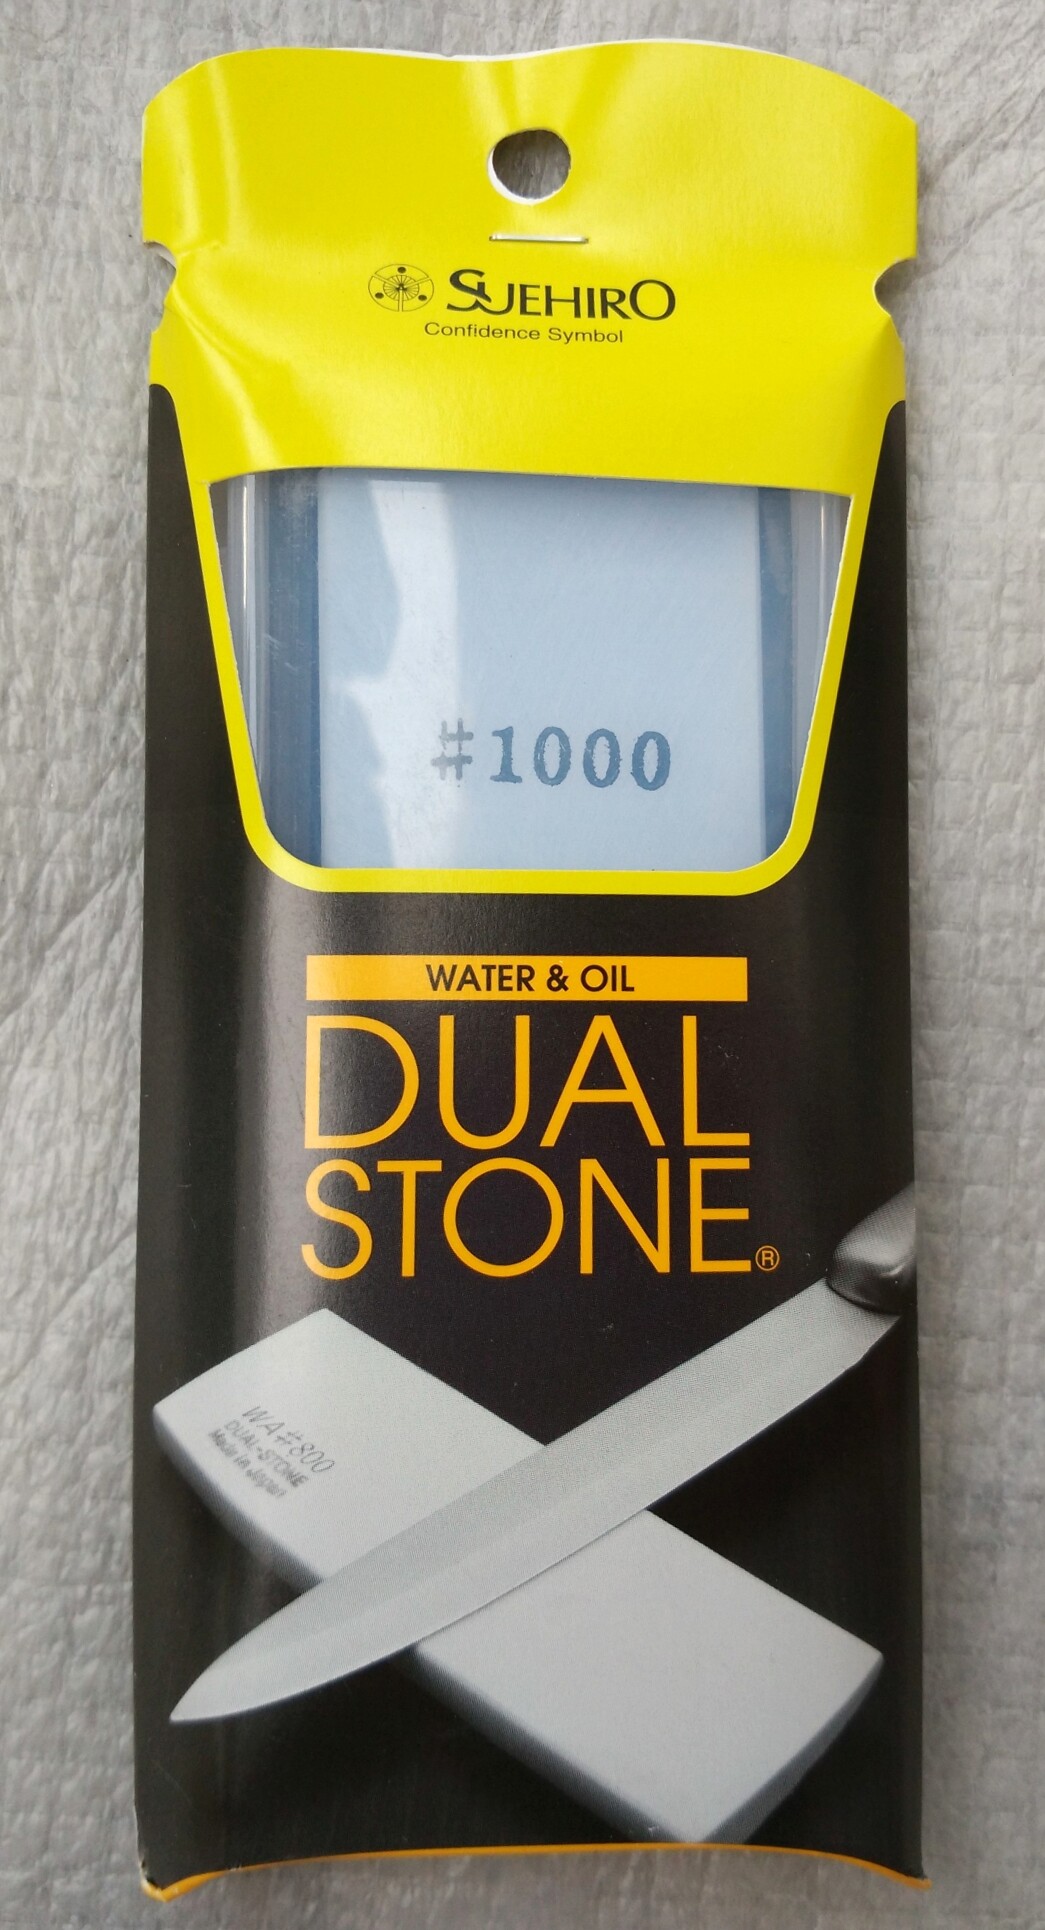 SUEHIRO
Confidence Symbol
#1000
WATER & OIL
DUAL
STONE®
WA#800
DUAL-STONE
Made in Japan